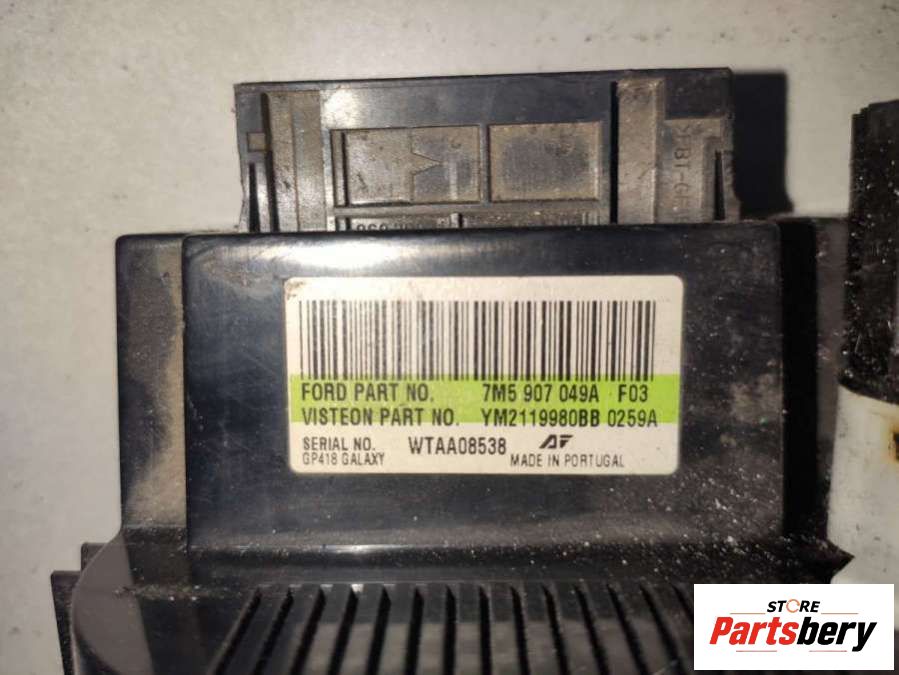 FORD PART NO. 7M5 907 049A F03
VISTEON PART NO. YM2119980BB 0259A
SERIAL NO. WTAA08538 AF
GP418 GALAXY MADE IN PORTUGAL
STORE
Partsbery